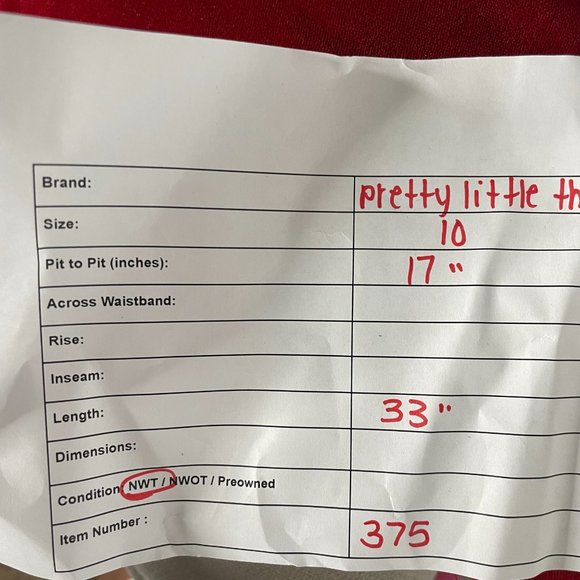 Brand: pretty little th
Size: 10
Pit to Pit (inches): 17"
Across Waistband:
Rise:
Inseam:
Length: 33"
Dimensions:
Condition: NWT / NWOT / Preowned
Item Number : 375